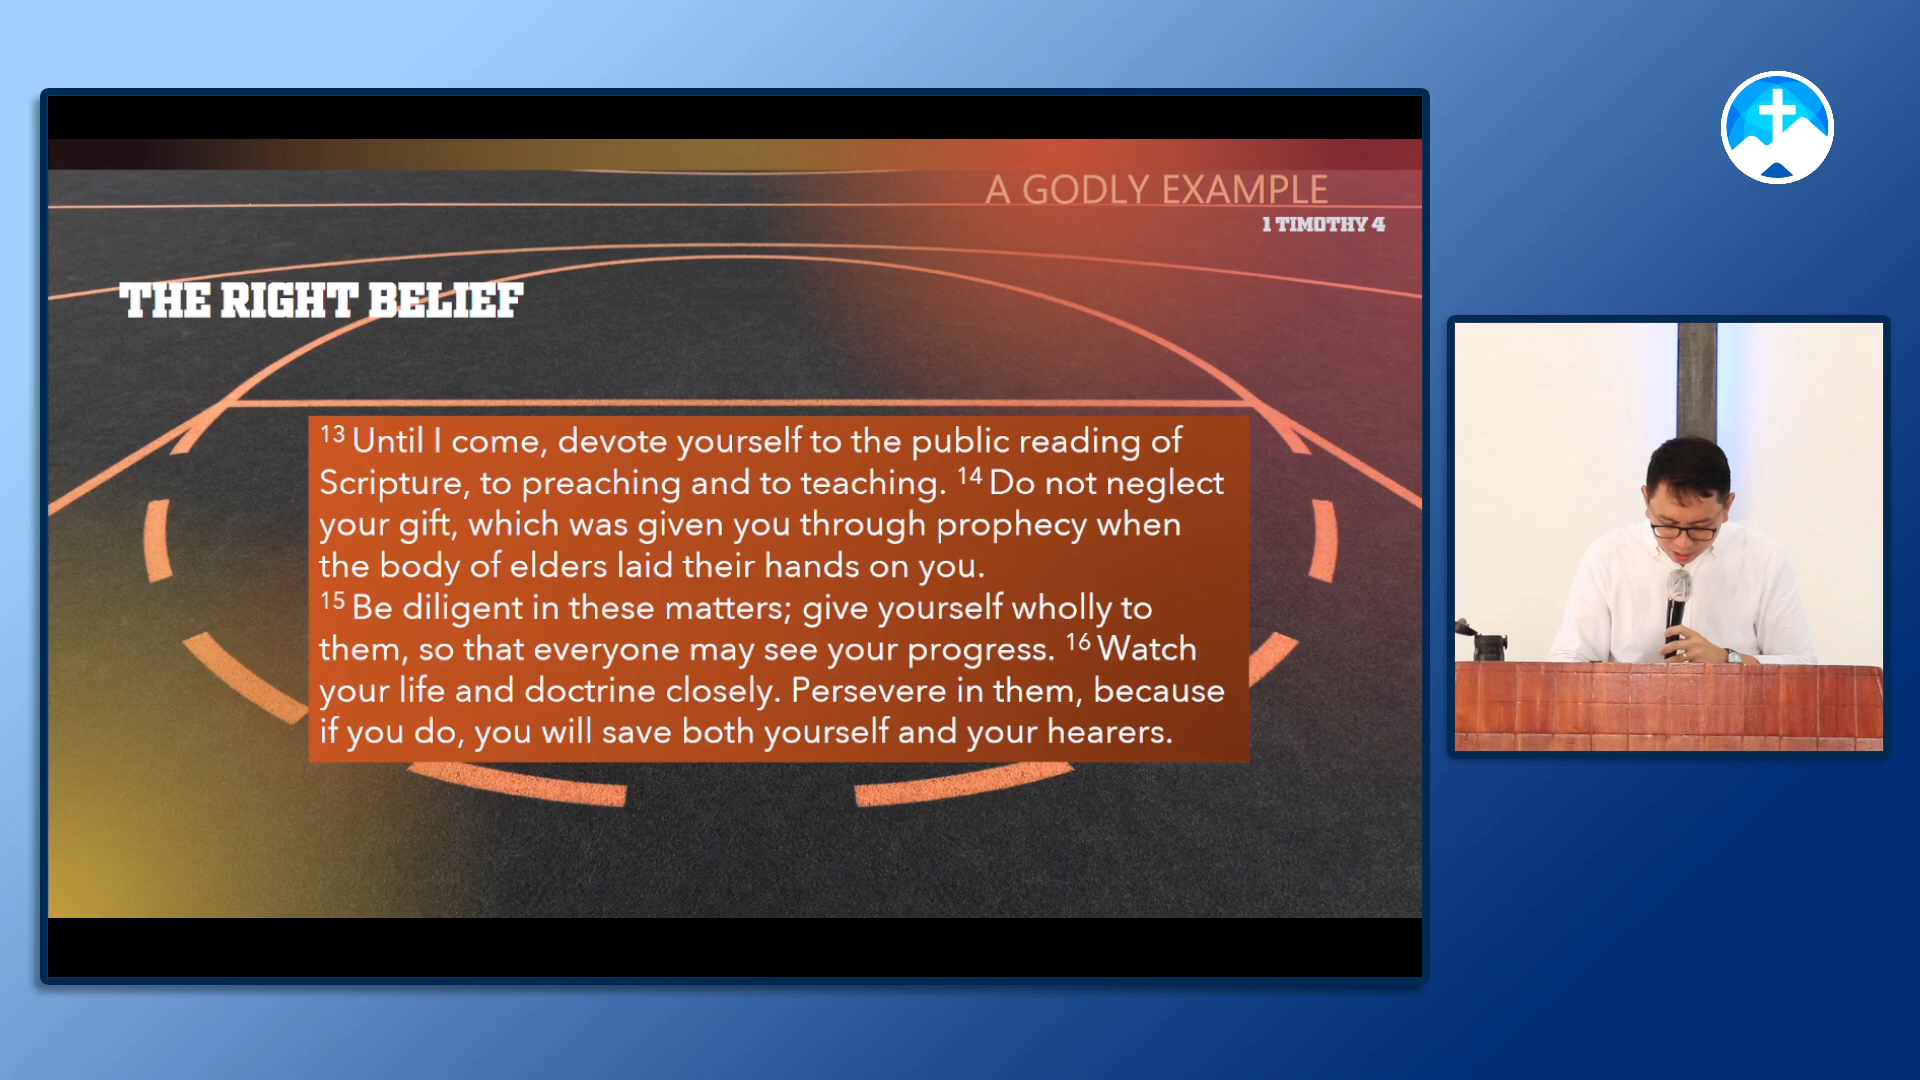 A GODLY EXAMPLE
1 TIMOTHY 4
THE RIGHT BELIEF
13 Until I come, devote yourself to the public reading of
Scripture, to preaching and to teaching. 14 Do not neglect
your gift, which was given you through prophecy when
the body of elders laid their hands on you.
15 Be diligent in these matters; give yourself wholly to
them, so that everyone may see your progress. 16 Watch
your life and doctrine closely. Persevere in them, because
if you do, you will save both yourself and your hearers.